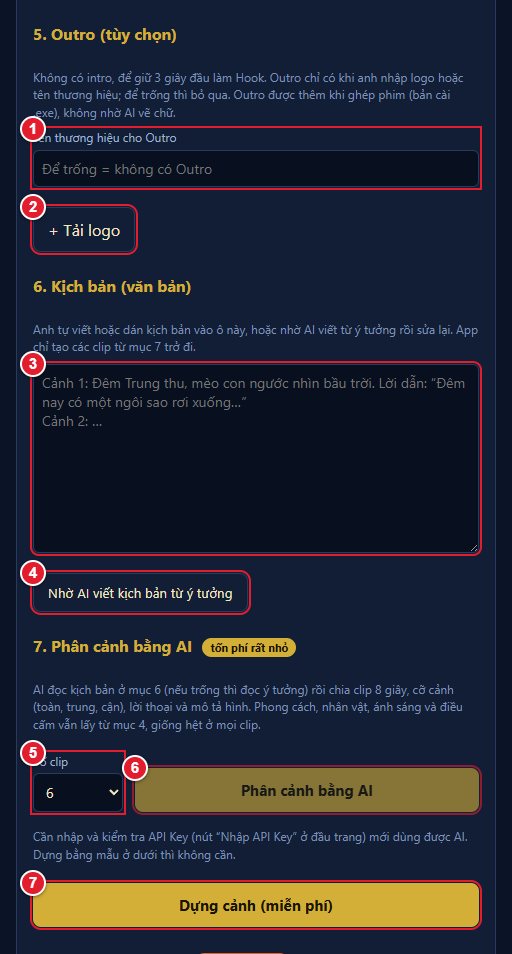 5. Outro (tùy chọn)
Không có intro, để giữ 3 giây đầu làm Hook. Outro chỉ có khi anh nhập logo hoặc
tên thương hiệu; để trống thì bỏ qua. Outro được thêm khi ghép phim (bản cài
.exe), không nhờ AI vẽ chữ.
1
thương hiệu cho Outro
Để trống = không có Outro
2
+ Tải logo
6. Kịch bản (văn bản)
Anh tự viết hoặc dán kịch bản vào ô này, hoặc nhờ AI viết từ ý tưởng rồi sửa lại. App
chỉ tạo các clip từ mục 7 trở đi.
3
Cảnh 1: Đêm Trung thu, mèo con ngước nhìn bầu trời. Lời dẫn: “Đêm
nay có một ngôi sao rơi xuống...”
Cảnh 2: ...
4
Nhờ AI viết kịch bản từ ý tưởng
7. Phân cảnh bằng AI tốn phí rất nhỏ
AI đọc kịch bản ở mục 6 (nếu trống thì đọc ý tưởng) rồi chia clip 8 giây, cỡ cảnh
(toàn, trung, cận), lời thoại và mô tả hình. Phong cách, nhân vật, ánh sáng và điều
cấm vẫn lấy từ mục 4, giống hệt ở mọi clip.
5
clip
6
6
Phân cảnh bằng AI
Cần nhập và kiểm tra API Key (nút “Nhập API Key” ở đầu trang) mới dùng được AI.
Dựng bằng mẫu ở dưới thì không cần.
7
Dựng cảnh (miễn phí)